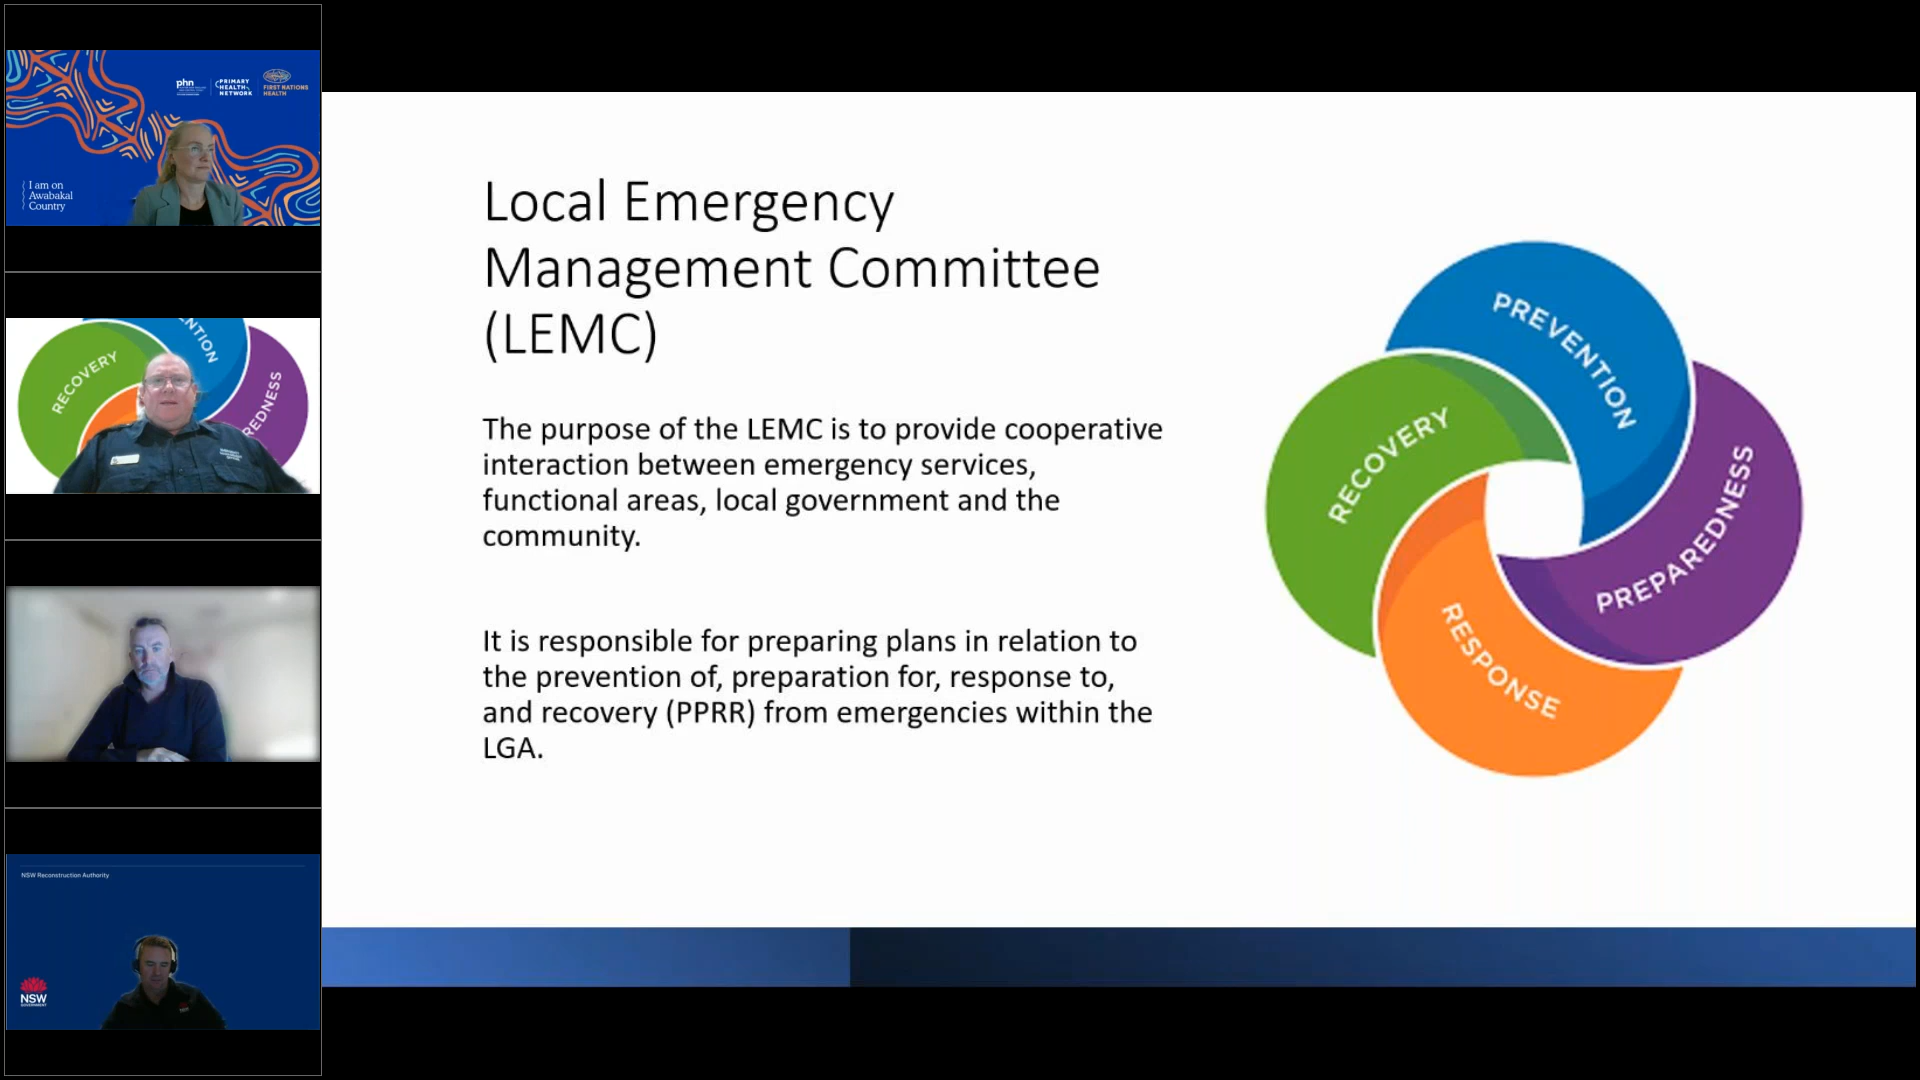 phn
PRIMARY
HEALTH
NETWORK
FIRST NATIONS
HEALTH
I am on
Awabakal
Country
RECOVERY
NTION
REDNESS
NSW Reconstruction Authority
NSW
GOVERNMENT
Local Emergency
Management Committee
(LEMC)
The purpose of the LEMC is to provide cooperative
interaction between emergency services,
functional areas, local government and the
community.
It is responsible for preparing plans in relation to
the prevention of, preparation for, response to,
and recovery (PPRR) from emergencies within the
LGA.
PREVENTION
PREPAREDNESS
RESPONSE
RECOVERY